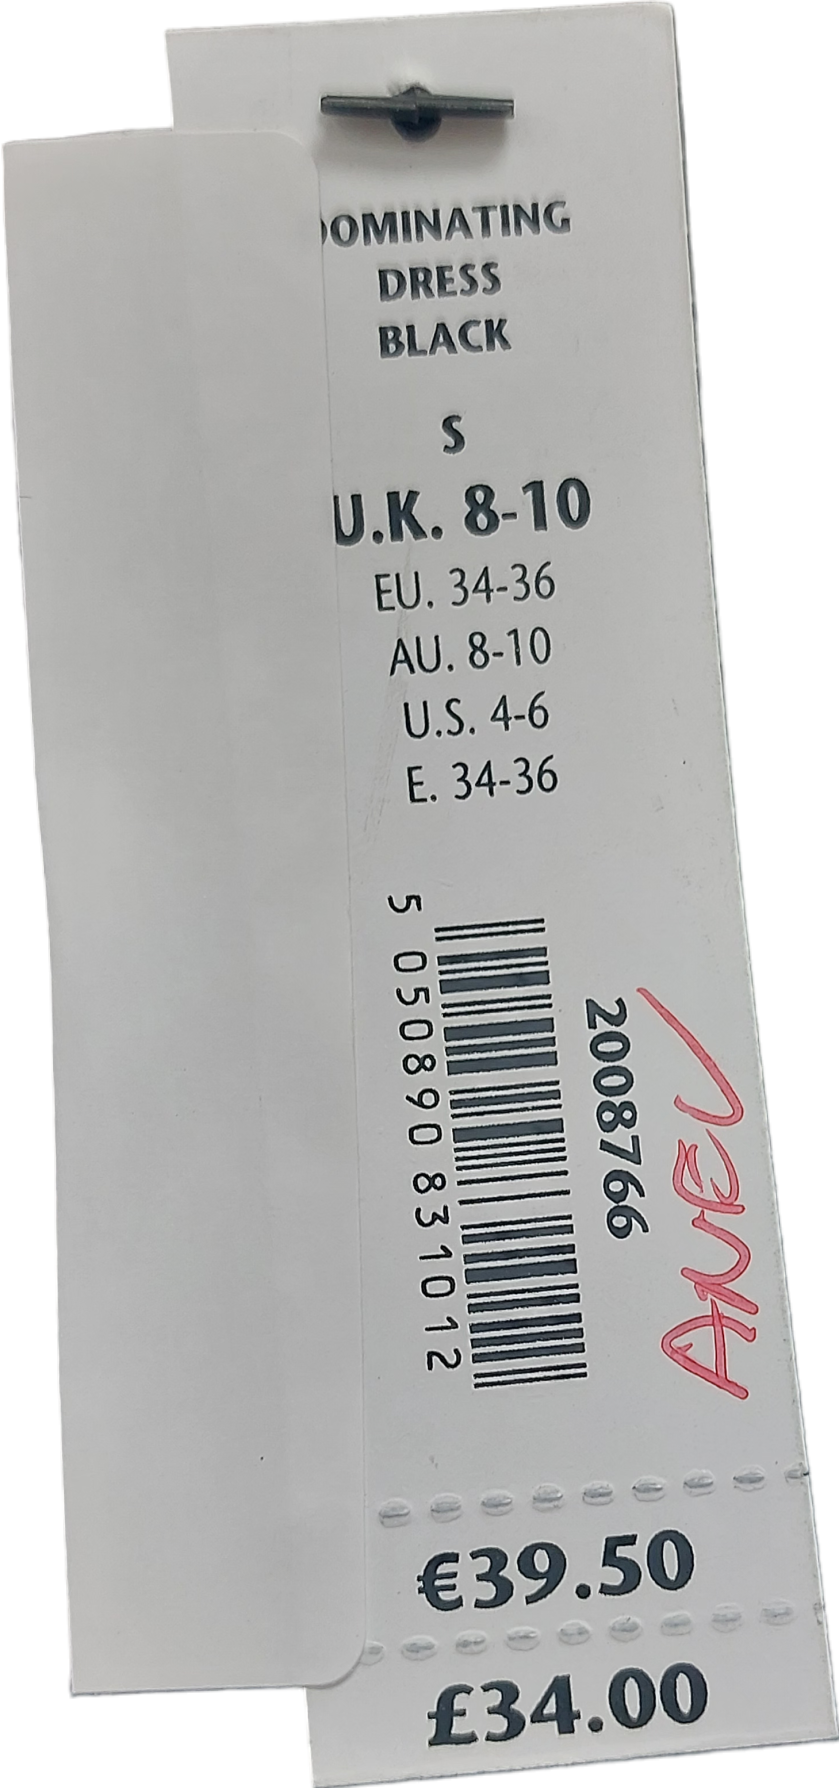 DOMINATING
DRESS
BLACK
S
U.K. 8-10
EU. 34-36
AU. 8-10
U.S. 4-6
E. 34-36
5 050890 831012
2008766
ANEL
€39.50
£34.00